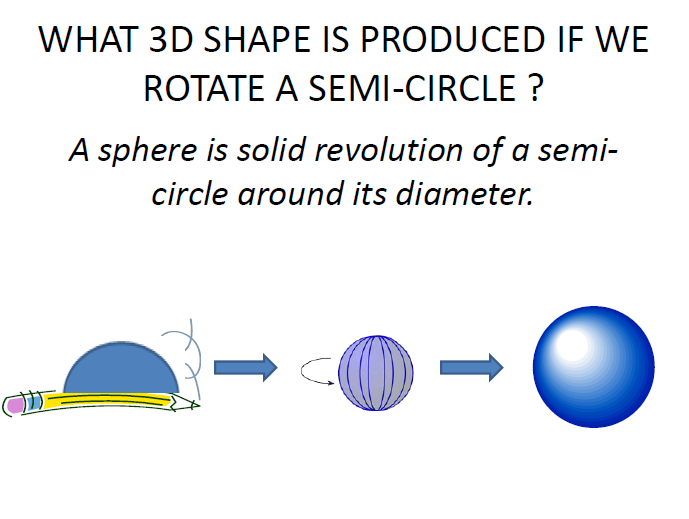 WHAT 3D SHAPE IS PRODUCED IF WE
ROTATE A SEMI-CIRCLE ?
A sphere is solid revolution of a semi-
circle around its diameter.